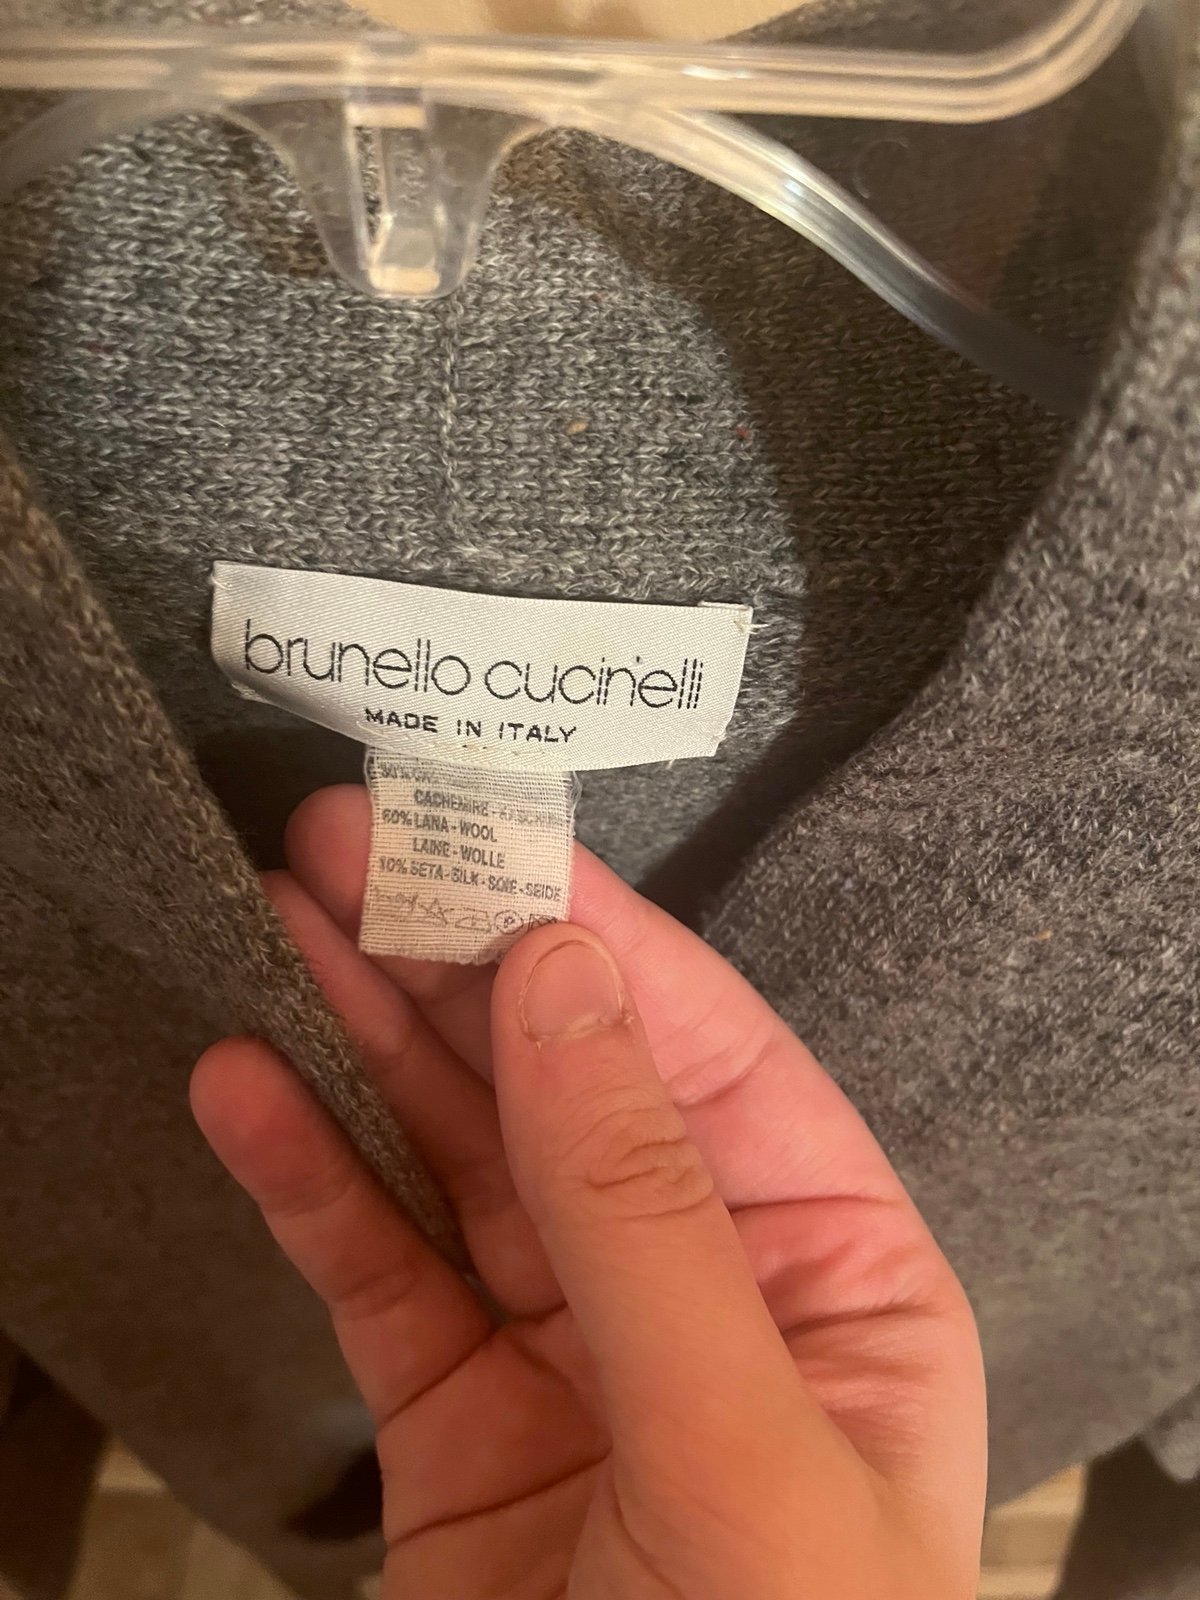 brunello cucinelli
MADE IN ITALY
CACHEMIRE -
60% LANA - WOOL
LAINE - WOLLE
10% SETA - SILK - SOIE - SEIDE